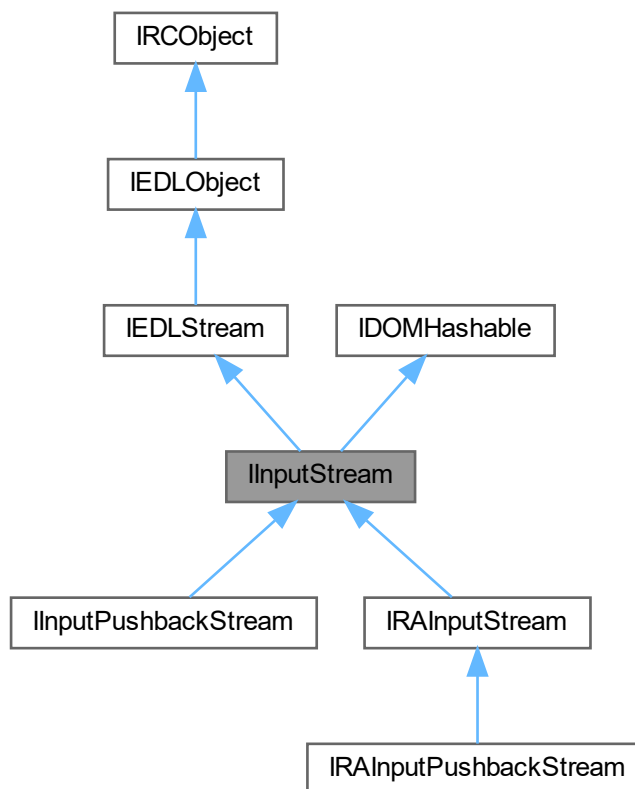 IRCObject
IEDLObject
IEDLStream
IDOMHashable
IInputStream
IInputPushbackStream
IRAInputStream
IRAInputPushbackStream